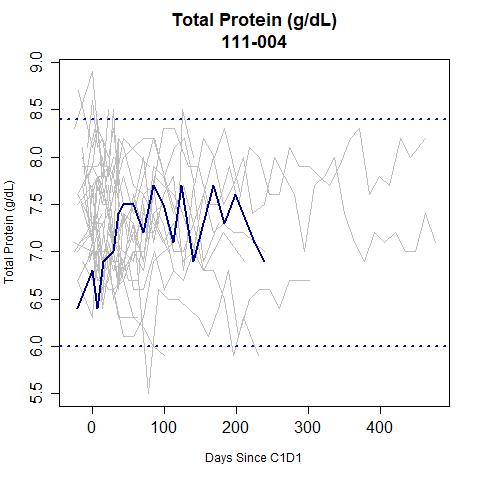 Total Protein (g/dL)
111-004
Total Protein (g/dL)
9.0
8.5
8.0
7.5
7.0
6.5
6.0
5.5
0 100 200 300 400
Days Since C1D1